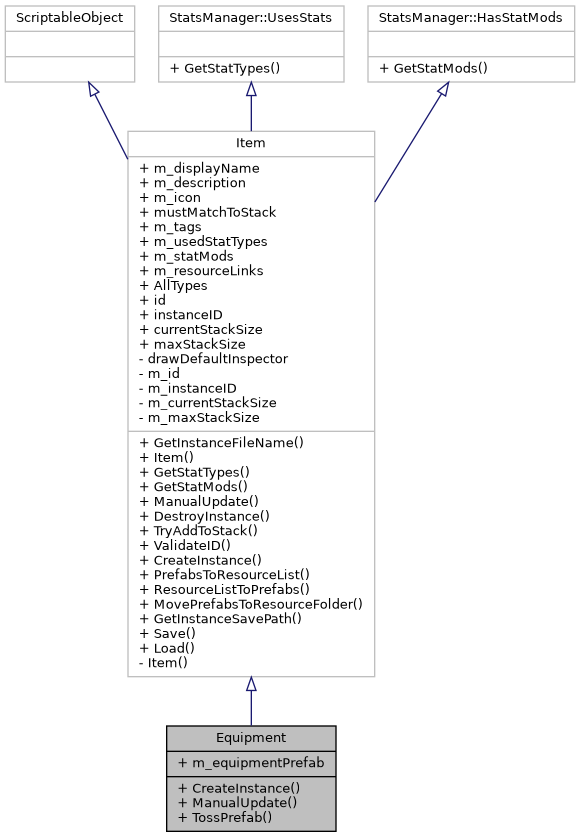 ScriptableObject
StatsManager::UsesStats
+ GetStatTypes()
StatsManager::HasStatMods
+ GetStatMods()
Item
+ m_displayName
+ m_description
+ m_icon
+ mustMatchToStack
+ m_tags
+ m_usedStatTypes
+ m_statMods
+ m_resourceLinks
+ AllTypes
+ id
+ instanceID
+ currentStackSize
+ maxStackSize
- drawDefaultInspector
- m_id
- m_instanceID
- m_currentStackSize
- m_maxStackSize
+ GetInstanceFileName()
+ Item()
+ GetStatTypes()
+ GetStatMods()
+ ManualUpdate()
+ DestroyInstance()
+ TryAddToStack()
+ ValidateID()
+ CreateInstance()
+ PrefabsToResourceList()
+ ResourceListToPrefabs()
+ MovePrefabsToResourceFolder()
+ GetInstanceSavePath()
+ Save()
+ Load()
- Item()
Equipment
+ m_equipmentPrefab
+ CreateInstance()
+ ManualUpdate()
+ TossPrefab()